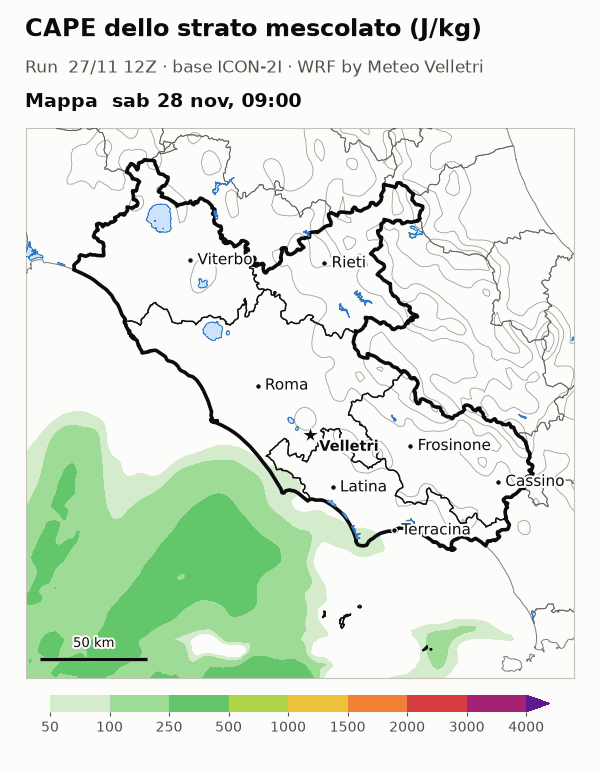 CAPE dello strato mescolato (J/kg)
Run  27/11 12Z · base ICON-2I · WRF by Meteo Velletri
Mappa  sab 28 nov, 09:00
Viterbo
Rieti
Roma
Velletri
Frosinone
Latina
Cassino
Terracina
50 km
50 100 250 500 1000 1500 2000 3000 4000